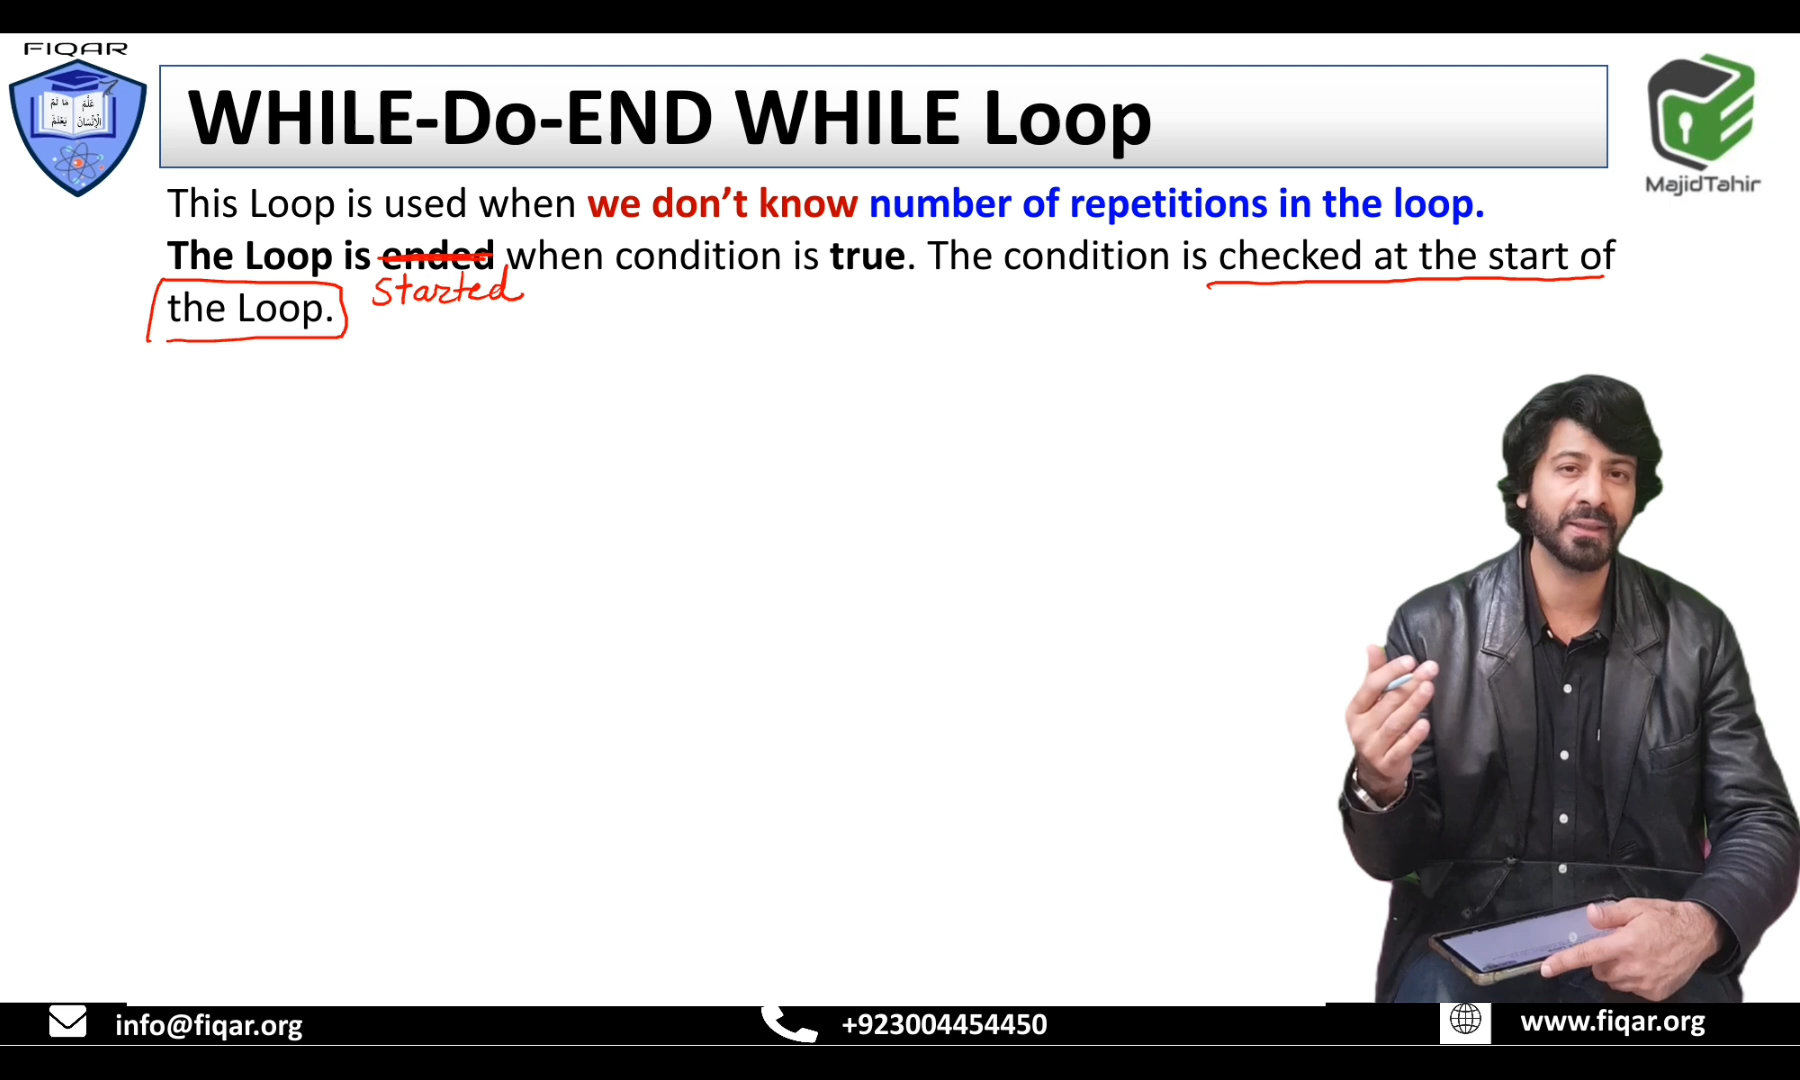 FIQAR
عَلَّمَ
مَا لَمْ
الْإِنْسَانَ
يَعْلَمْ
WHILE-Do-END WHILE Loop
MajidTahir
This Loop is used when we don’t know number of repetitions in the loop.
The Loop is ended when condition is true. The condition is checked at the start of
Started
the Loop.
info@fiqar.org
+923004454450
www.fiqar.org